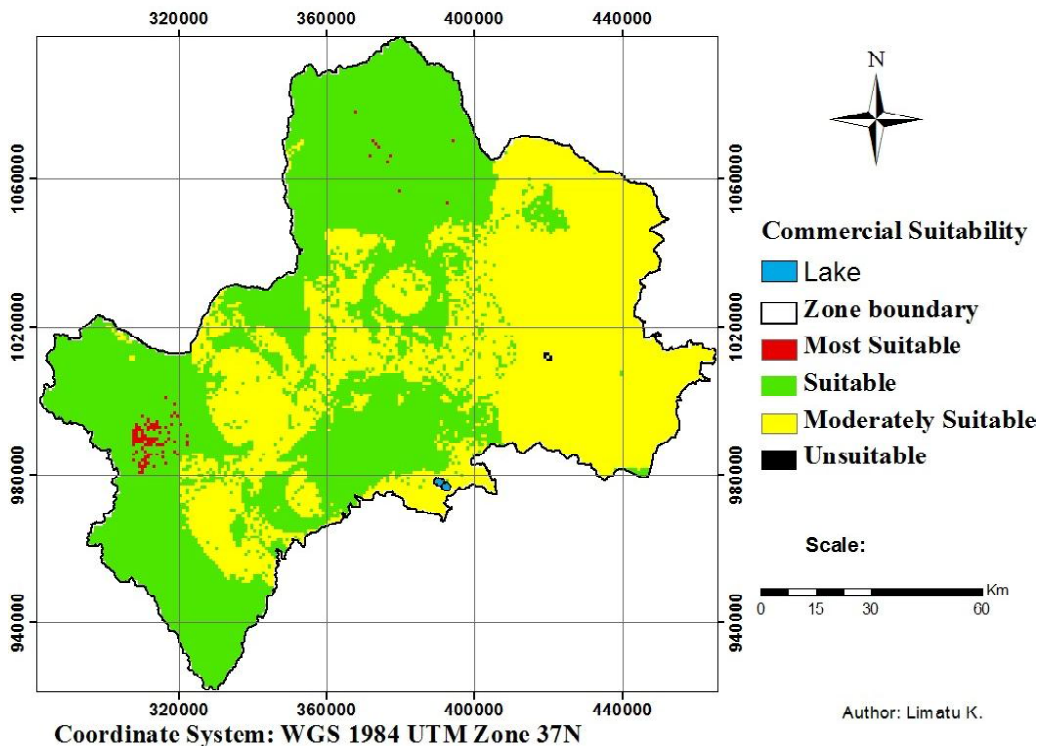 320000 360000 400000 440000
N
1060000 1060000
Commercial Suitability
Lake
Zone boundary
1020000 1020000
Most Suitable
Suitable
Moderately Suitable
Unsuitable
980000 980000
Scale:
Km
0 15 30 60
940000 940000
320000 360000 400000 440000
Author: Limatu K.
Coordinate System: WGS 1984 UTM Zone 37N